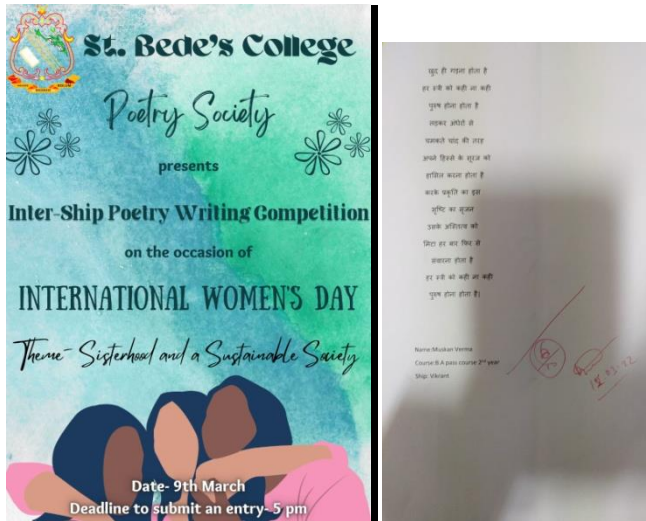 St. Bede's College
Poetry Society
presents
Inter-Ship Poetry Writing Competition
on the occasion of
INTERNATIONAL WOMEN'S DAY
Theme- Sisterhood and a Sustainable Society
Date- 9th March
Deadline to submit an entry- 5 pm
खुद ही गढ़ना होता है
हर स्त्री को कही ना कही
पुरुष होना होता है
लड़कर अंधेरों से
चमकते चांद की तरह
अपने हिस्से के सूरज को
हासिल करना होता है
करके प्रकृति का इस
सृष्टि का सृजन
उसके अस्तित्व को
मिटा हर बार फिर से
संवारना होता है
हर स्त्री को कही ना कही
पुरुष होना होता है|
Name:Muskan Verma
Course:B.A pass course 2nd year
Ship: Vikrant